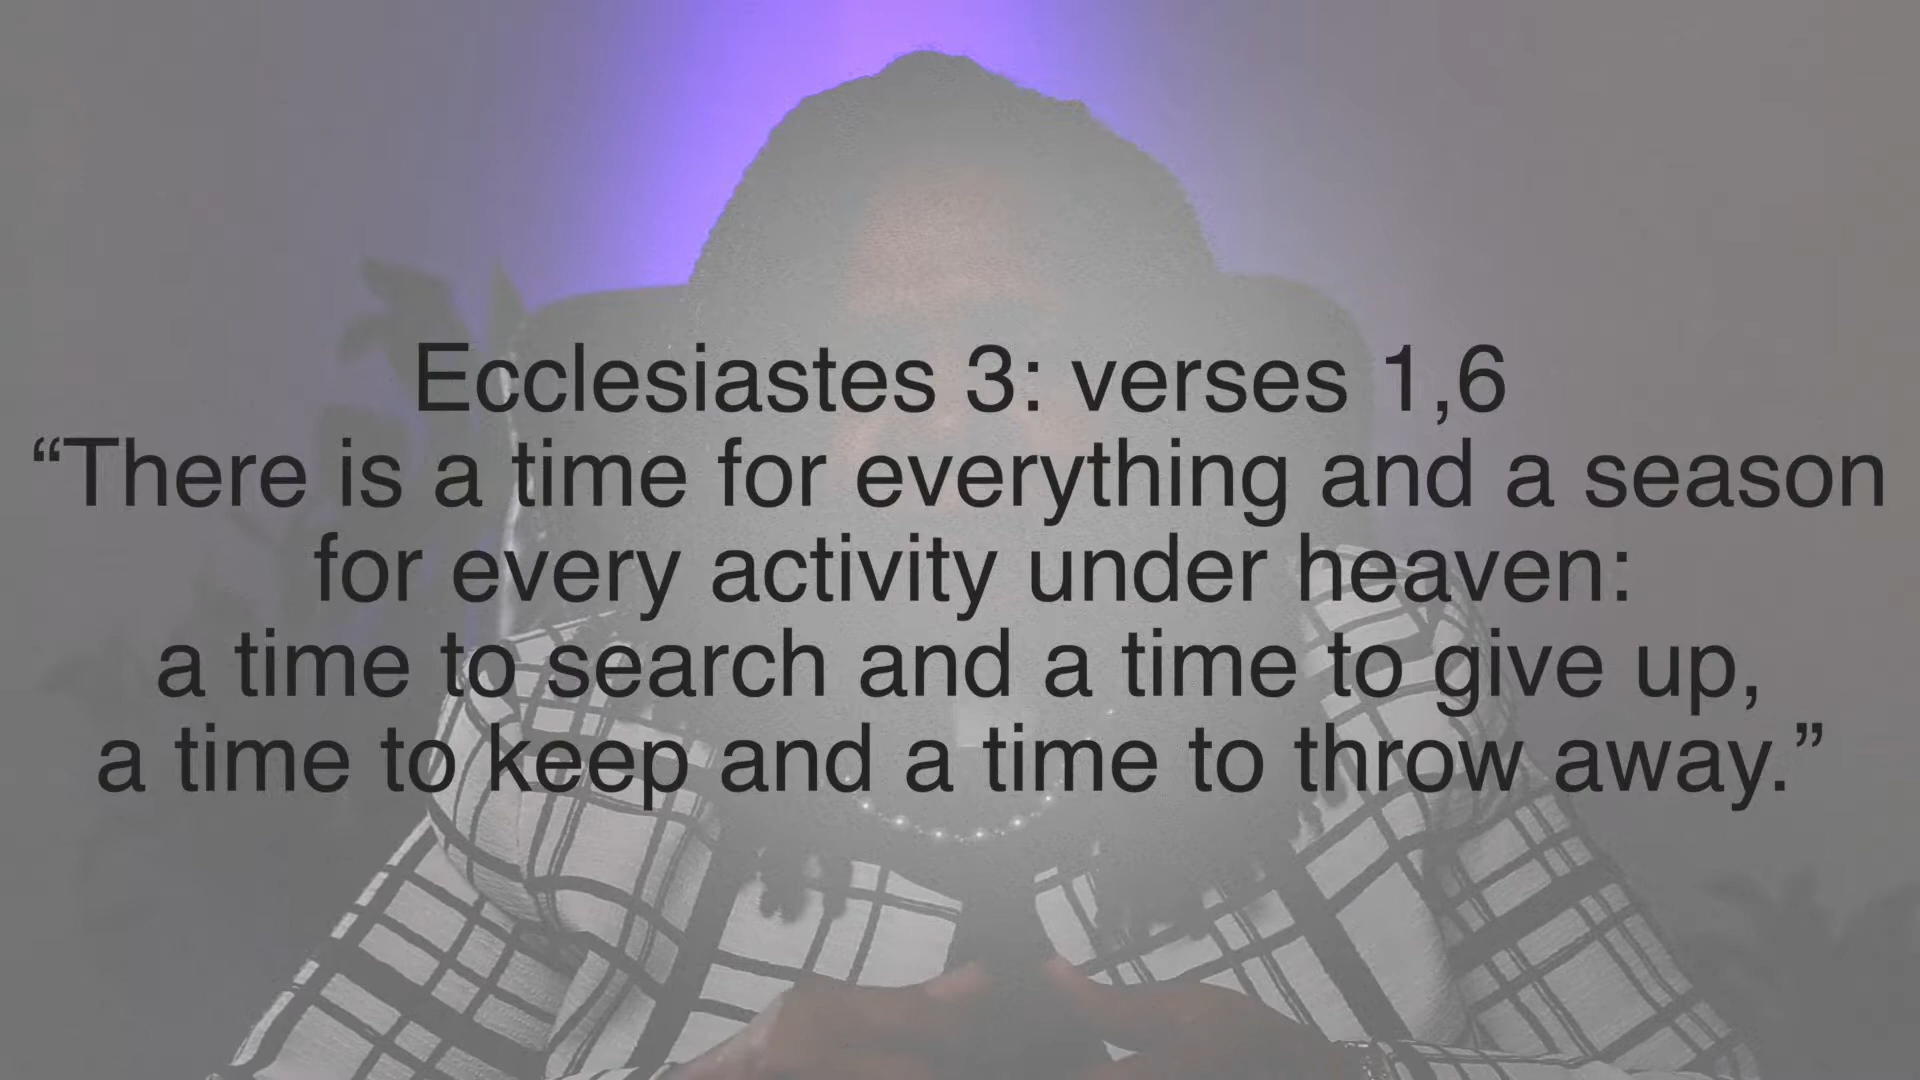 Ecclesiastes 3: verses 1,6
“There is a time for everything and a season
for every activity under heaven:
a time to search and a time to give up,
a time to keep and a time to throw away.”